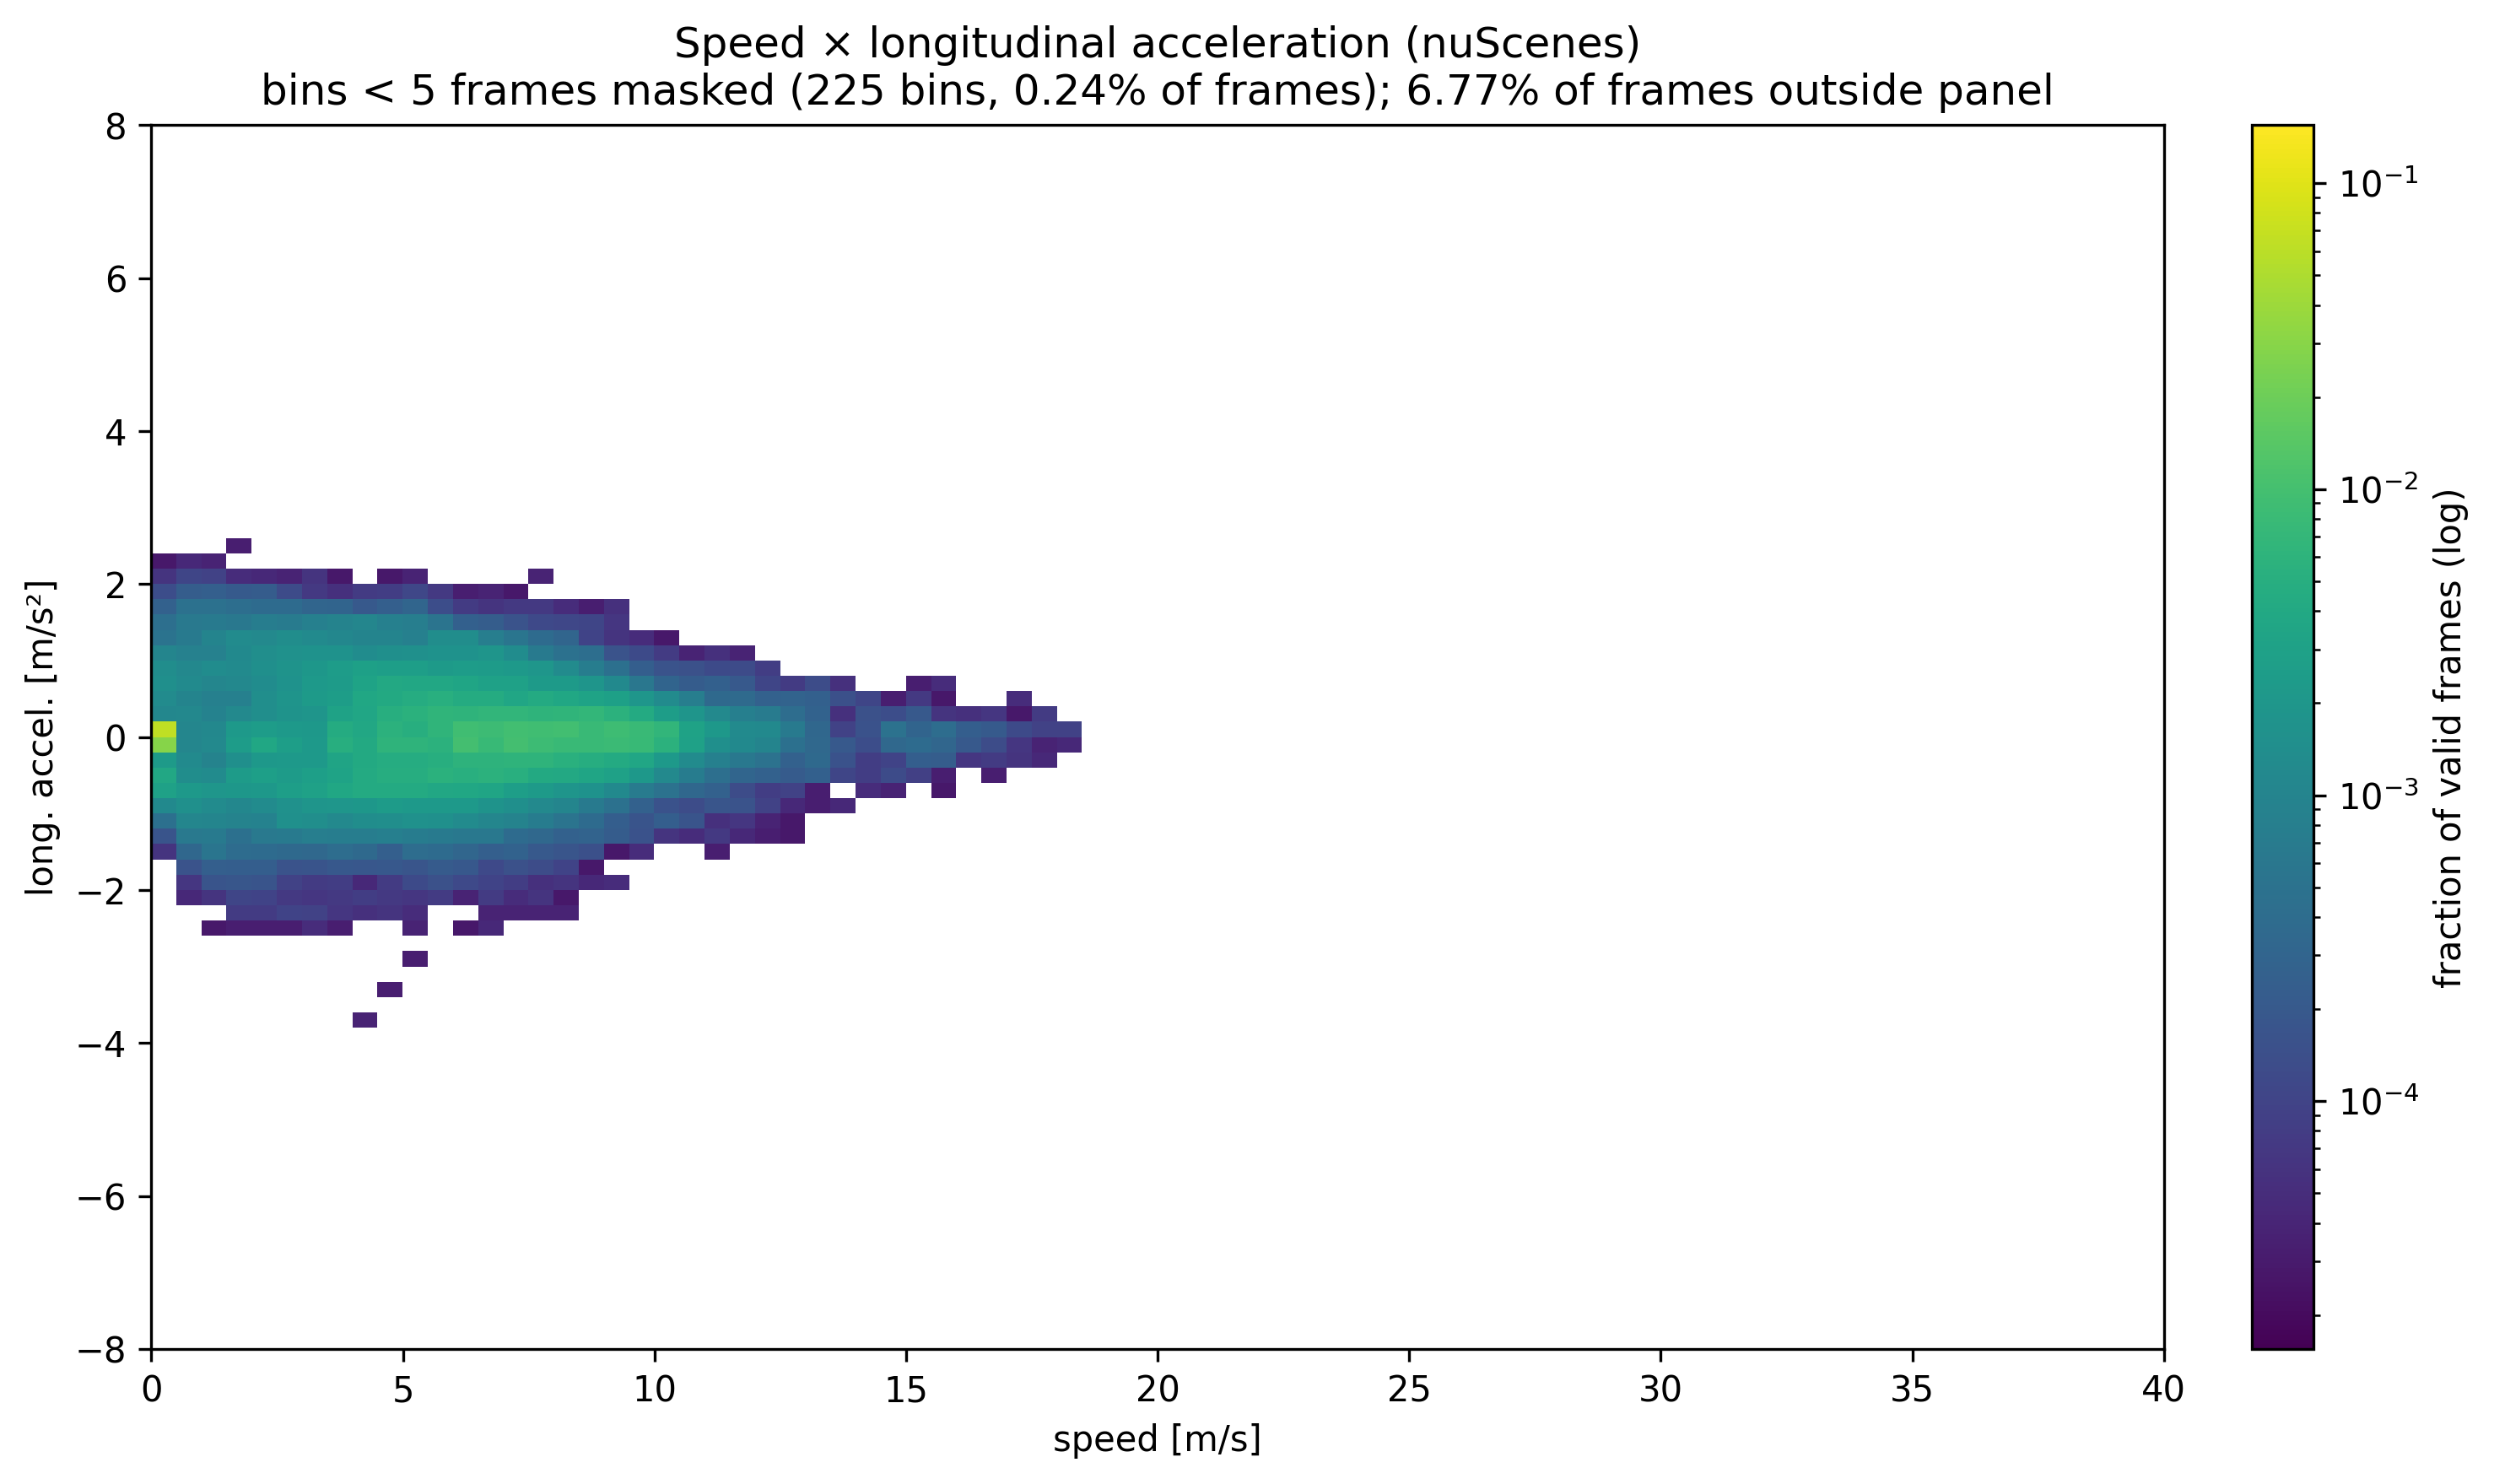 Speed × longitudinal acceleration (nuScenes)
bins < 5 frames masked (225 bins, 0.24% of frames); 6.77% of frames outside panel
8
6
4
2
0
−2
−4
−6
−8
long. accel. [m/s²]
0 5 10 15 20 25 30 35 40
speed [m/s]
10⁻¹
10⁻²
10⁻³
10⁻⁴
fraction of valid frames (log)